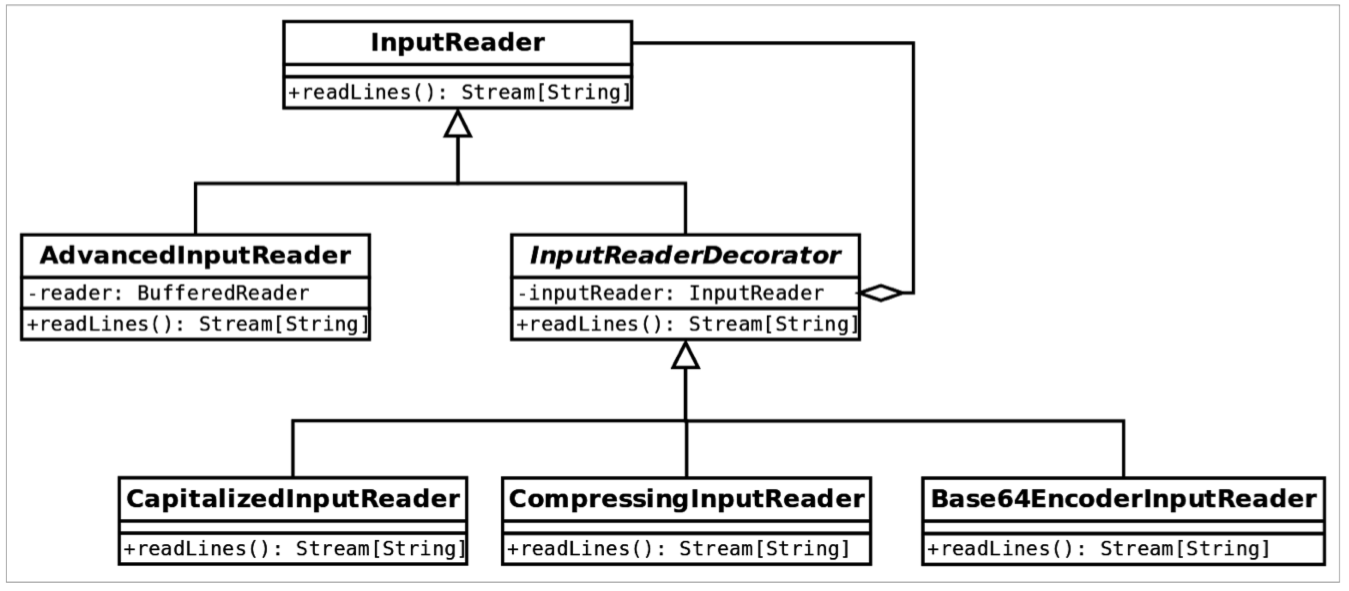 InputReader
+readLines(): Stream[String]
AdvancedInputReader
-reader: BufferedReader
+readLines(): Stream[String]
InputReaderDecorator
-inputReader: InputReader
+readLines(): Stream[String]
CapitalizedInputReader
+readLines(): Stream[String]
CompressingInputReader
+readLines(): Stream[String]
Base64EncoderInputReader
+readLines(): Stream[String]